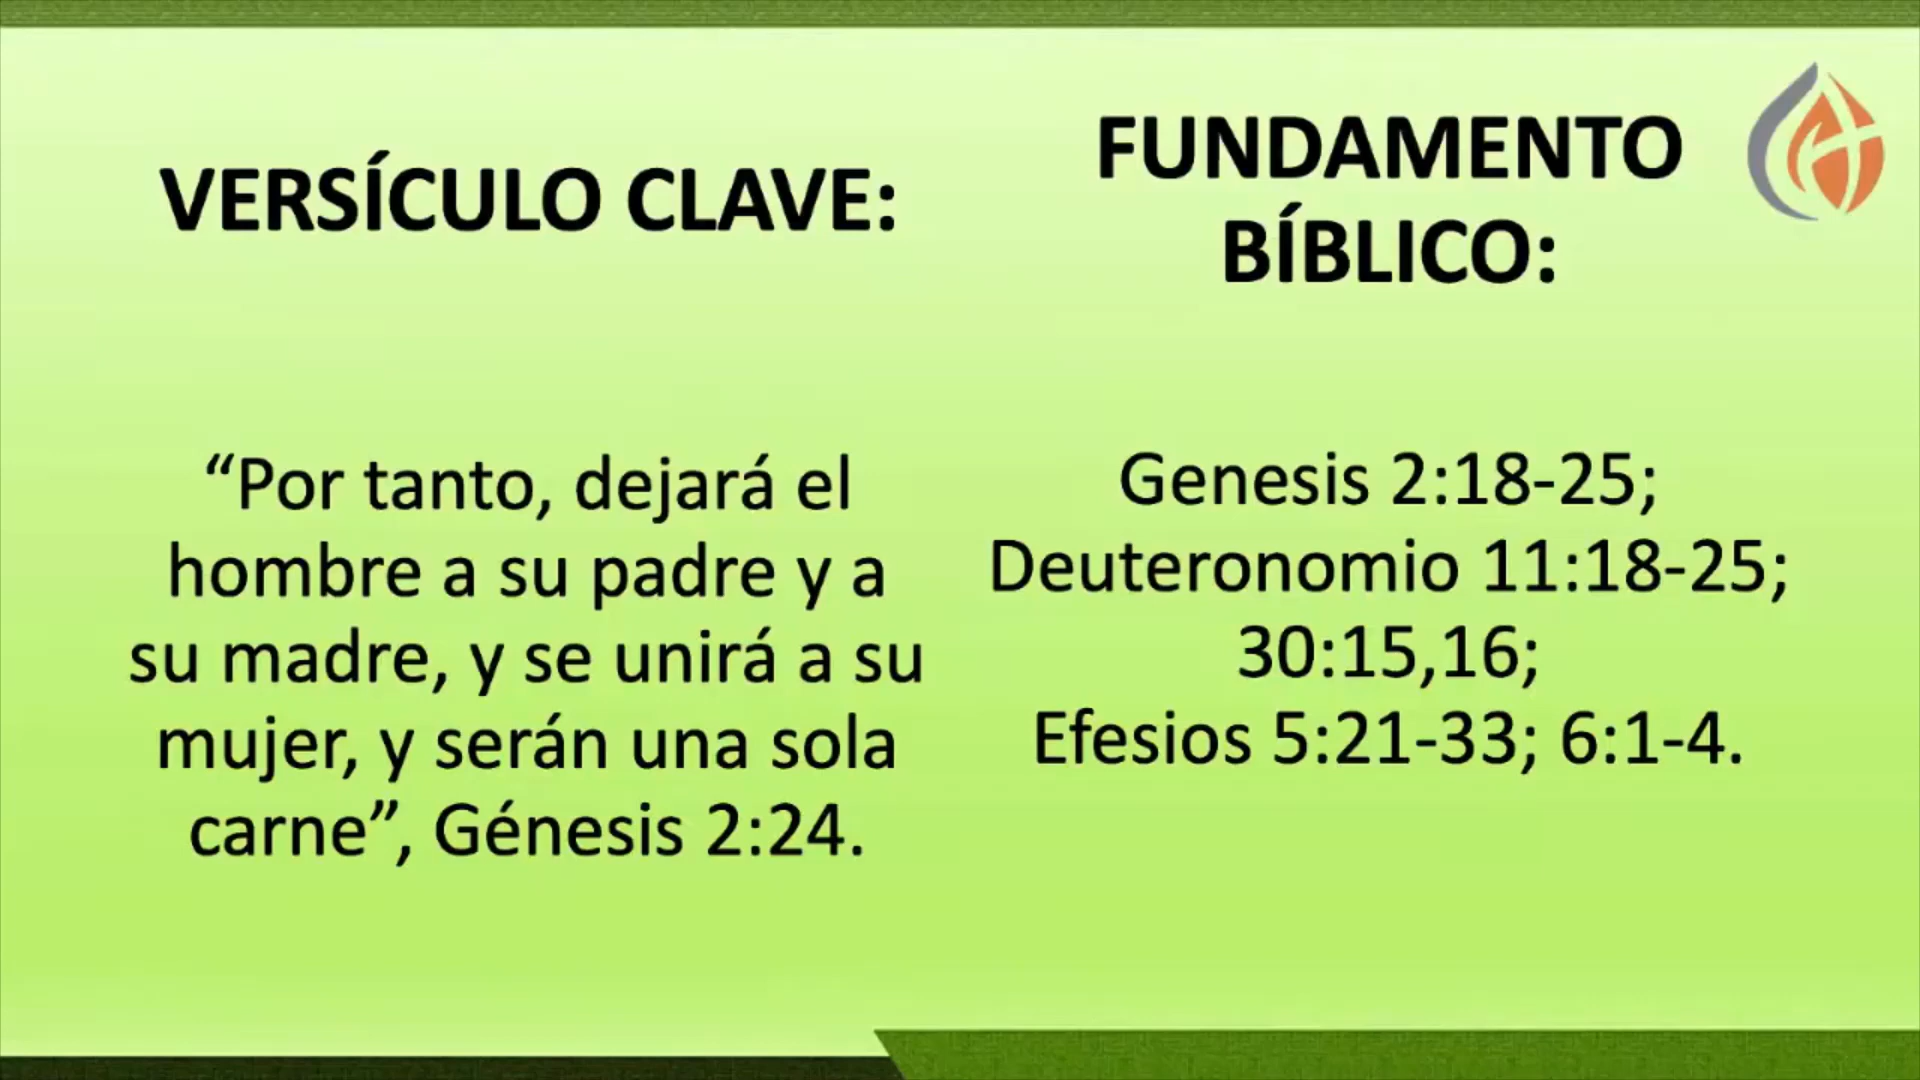 VERSÍCULO CLAVE:
“Por tanto, dejará el
hombre a su padre y a
su madre, y se unirá a su
mujer, y serán una sola
carne”, Génesis 2:24.
FUNDAMENTO
BÍBLICO:
Genesis 2:18-25;
Deuteronomio 11:18-25;
30:15,16;
Efesios 5:21-33; 6:1-4.